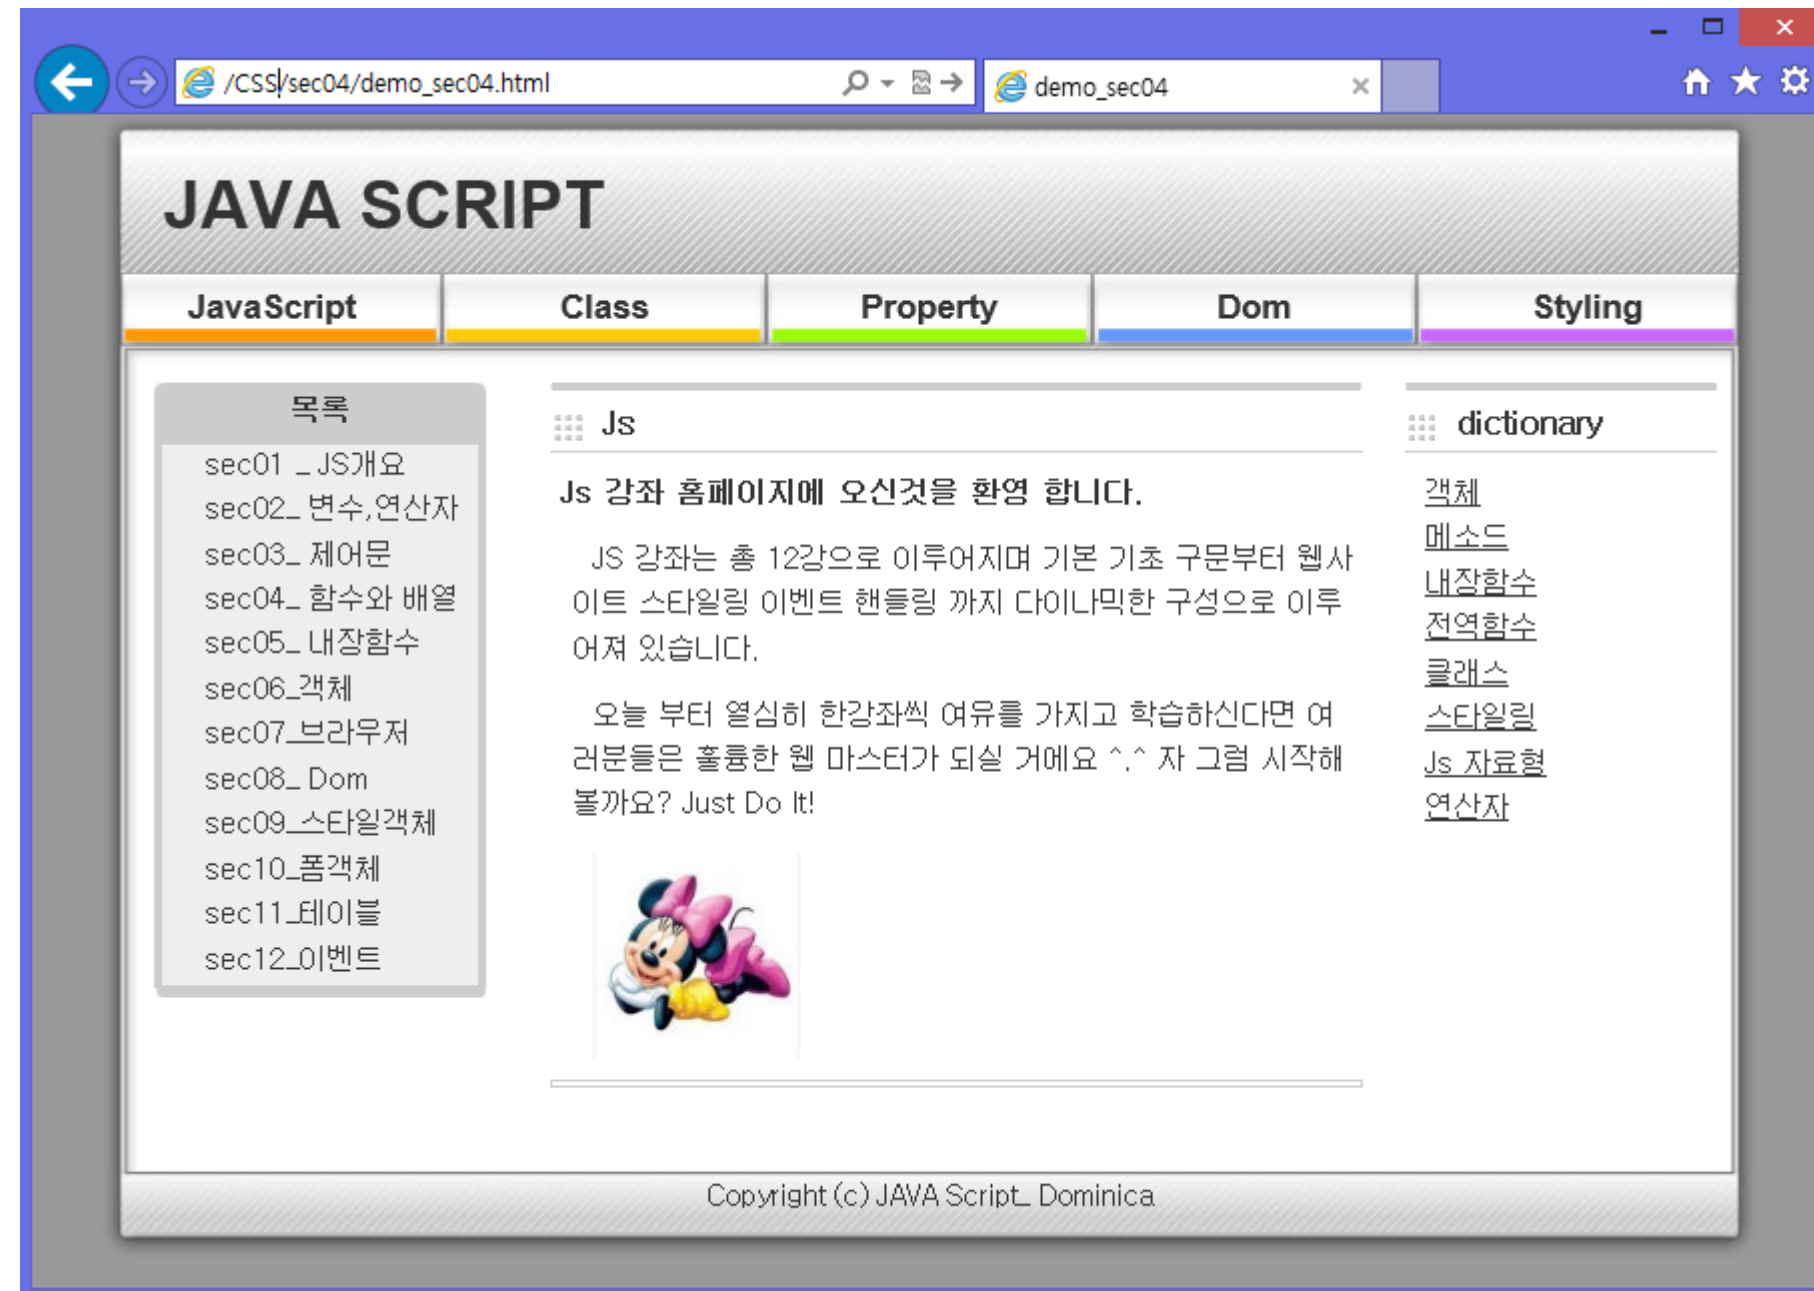 /CSS/sec04/demo_sec04.html
demo_sec04
JAVA SCRIPT
JavaScript
Class
Property
Dom
Styling
목록
sec01 _ JS개요
sec02_ 변수,연산자
sec03_ 제어문
sec04_ 함수와 배열
sec05_ 내장함수
sec06_객체
sec07_브라우저
sec08_ Dom
sec09_스타일객체
sec10_폼객체
sec11_테이블
sec12_이벤트
Js
Js 강좌 홈페이지에 오신것을 환영 합니다.
JS 강좌는 총 12강으로 이루어지며 기본 기초 구문부터 웹사
이트 스타일링 이벤트 핸들링 까지 다이나믹한 구성으로 이루
어져 있습니다.
오늘 부터 열심히 한강좌씩 여유를 가지고 학습하신다면 여
러분들은 훌륭한 웹 마스터가 되실 거에요 ^.^ 자 그럼 시작해
볼까요? Just Do It!
dictionary
객체
메소드
내장함수
전역함수
클래스
스타일링
Js 자료형
연산자
Copyright (c) JAVA Script_ Dominica